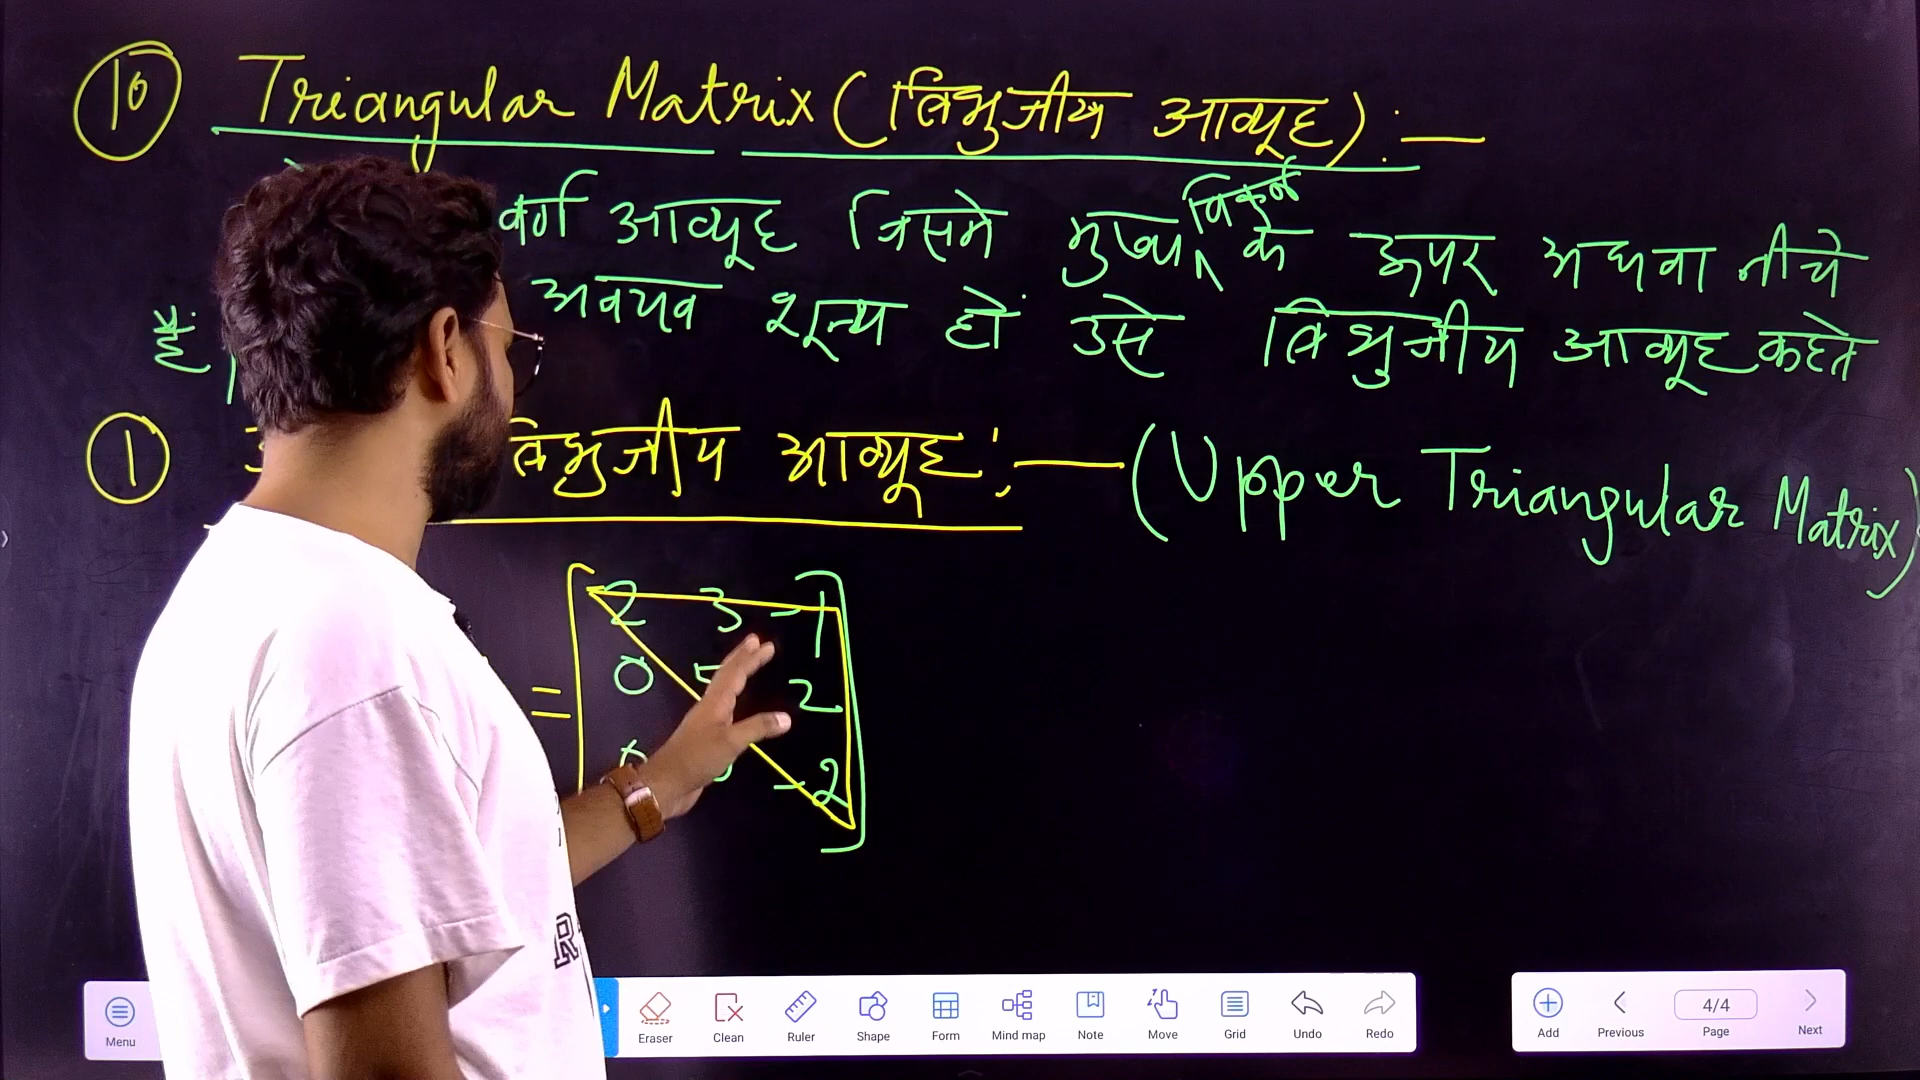 10 Triangular Matrix (त्रिभुजीय आव्यूह) : —
वर्ग आव्यूह जिसमे मुख्य विकर्ण के ऊपर अथवा नीचे
अवयव शून्य हों उसे त्रिभुजीय आव्यूह कहते
हैं।
1 त्रिभुजीय आव्यूह : — (Upper Triangular Matrix)
= [ 2 3 -1
0 5 2
0 0 -2 ]
R
Menu Eraser Clean Ruler Shape Form Mind map Note Move Grid Undo Redo Add Previous 4/4 Page Next